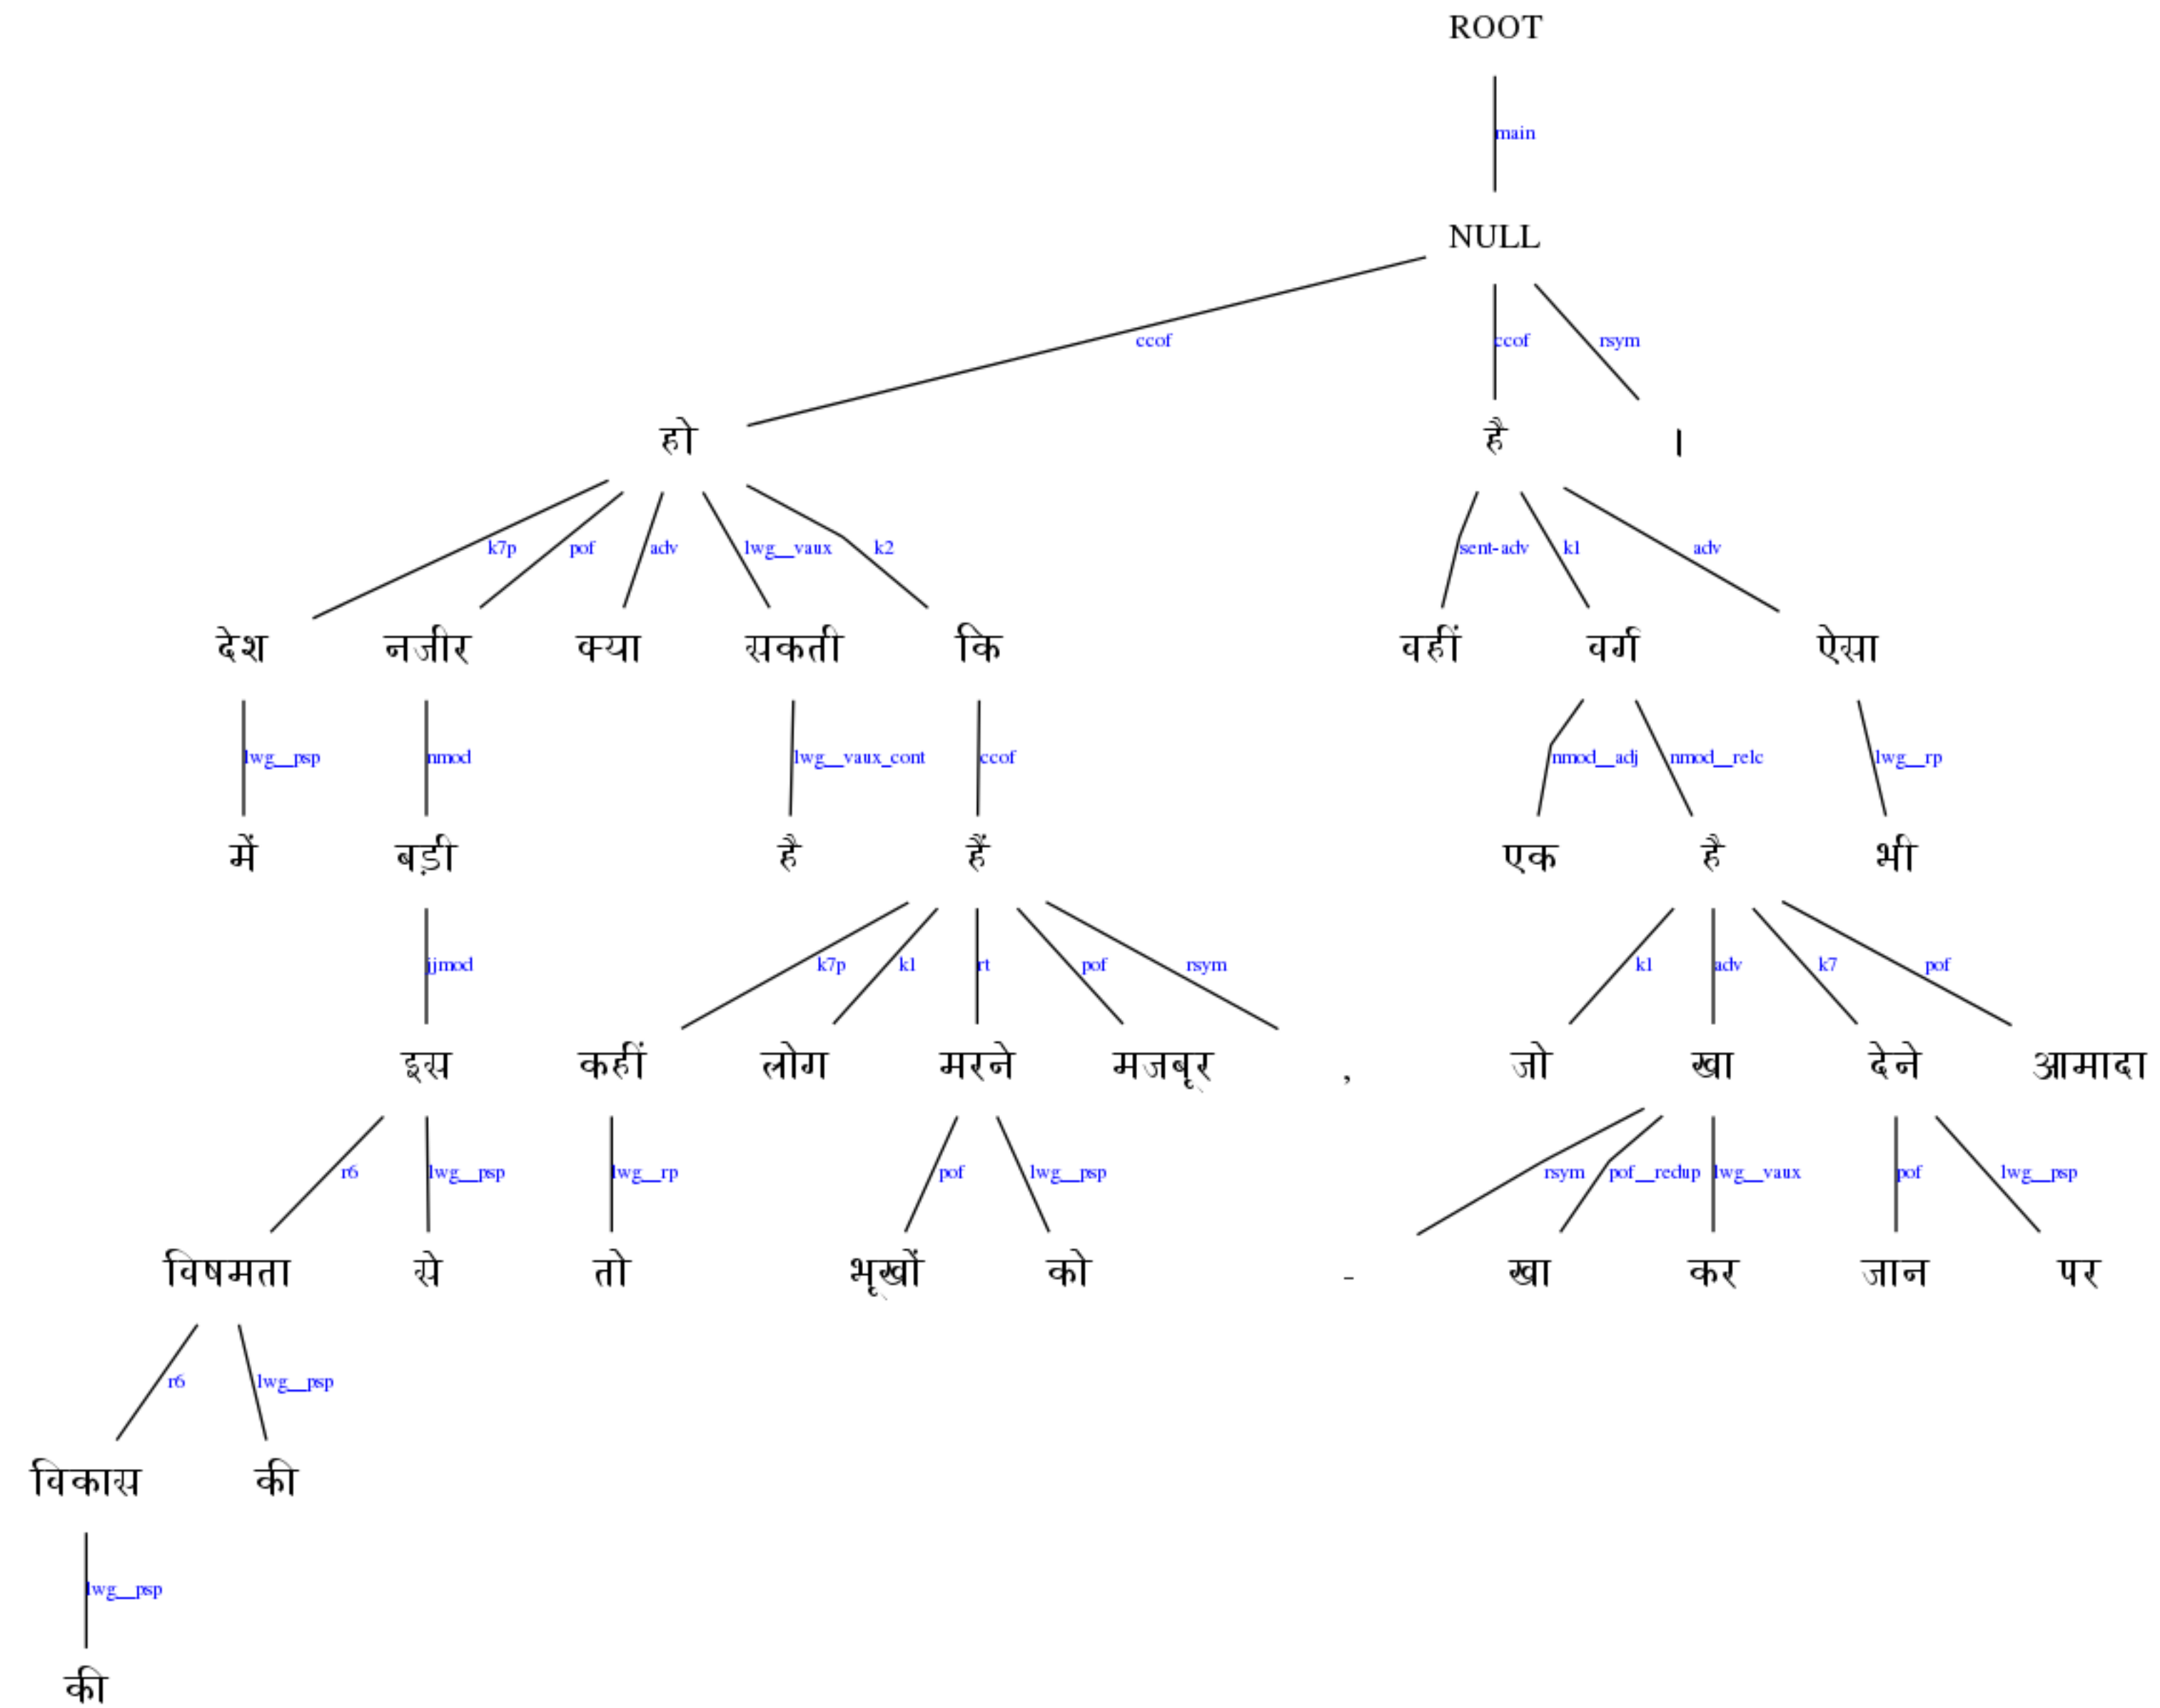 ROOT
main
NULL
ccof ccof rsym
हो है ।
k7p pof adv lwg__vaux k2 sent-adv k1 adv
देश नजीर क्या सकती कि वहीं वर्ग ऐसा
lwg__psp nmod lwg__vaux_cont ccof nmod__adj nmod__relc lwg__rp
में बड़ी है हैं एक है भी
jjmod k7p k1 rt pof rsym k1 adv k7 pof
इस कहीं लोग मरने मजबूर , जो खा देने आमादा
r6 lwg__psp lwg__rp pof lwg__psp rsym pof__redup lwg__vaux pof lwg__psp
विषमता से तो भूखों को - खा कर जान पर
r6 lwg__psp
विकास की
lwg__psp
की